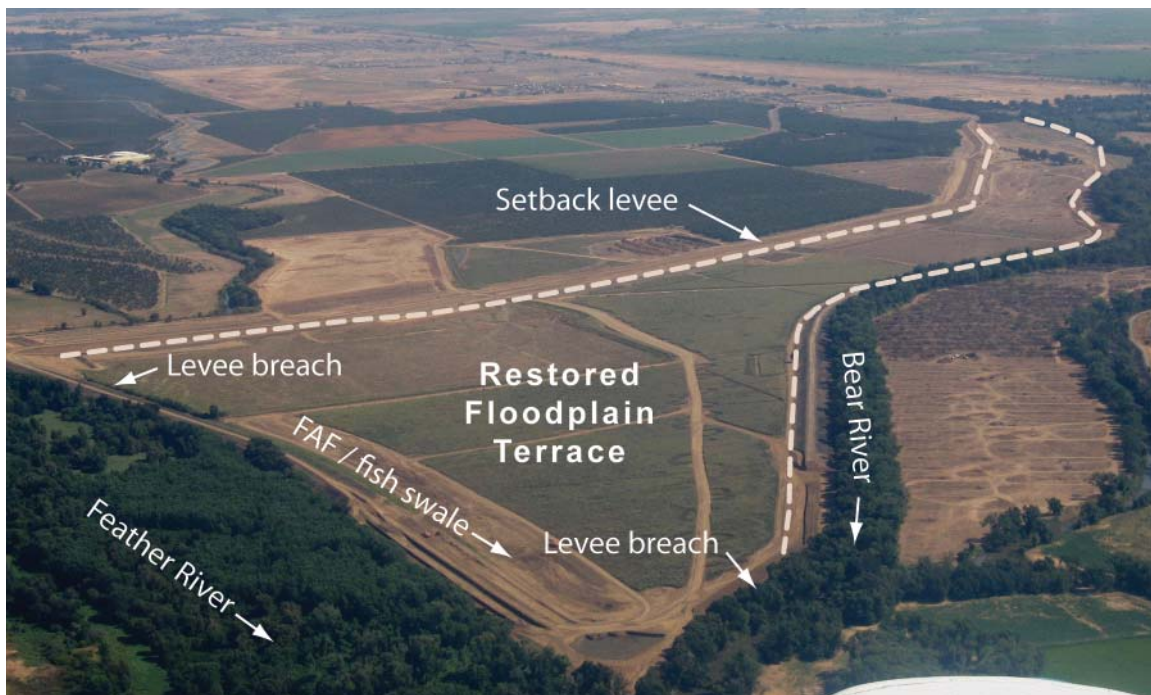 Setback levee
Levee breach
Restored
Floodplain
Terrace
Bear River
FAF / fish swale
Levee breach
Feather River